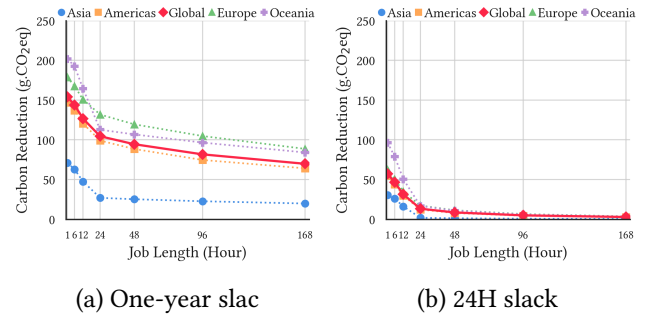 Asia Americas Global Europe Oceania
Carbon Reduction (g.CO2eq)
250
200
150
100
50
0
1 6 12 24 48 96 168
Job Length (Hour)
(a) One-year slac
Asia Americas Global Europe Oceania
Carbon Reduction (g.CO2eq)
250
200
150
100
50
0
1 6 12 24 48 96 168
Job Length (Hour)
(b) 24H slack